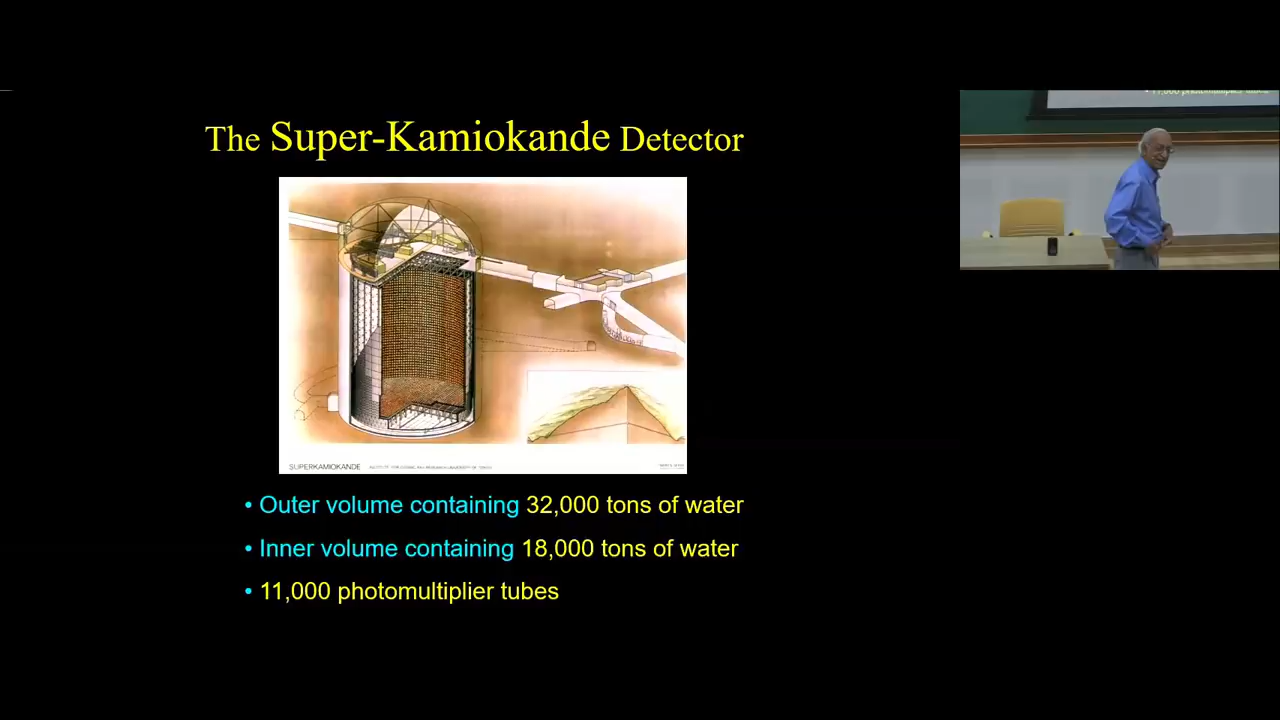 The Super-Kamiokande Detector
SUPERKAMIOKANDE
• Outer volume containing 32,000 tons of water
• Inner volume containing 18,000 tons of water
• 11,000 photomultiplier tubes